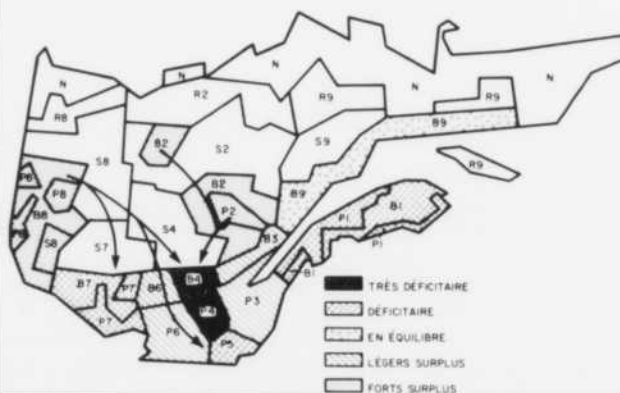 N
N
N
N
N
R8
R2
R9
R9
B2
S2
S9
B9
R9
S8
P8
P8
B8
B2
P2
B9
P1
B1
P1
S8
S7
S4
B3
B1
B7
P7
B6
B4
P7
P6
P4
P3
P5
TRÈS DÉFICITAIRE
DÉFICITAIRE
EN ÉQUILIBRE
LÉGERS SURPLUS
FORTS SURPLUS